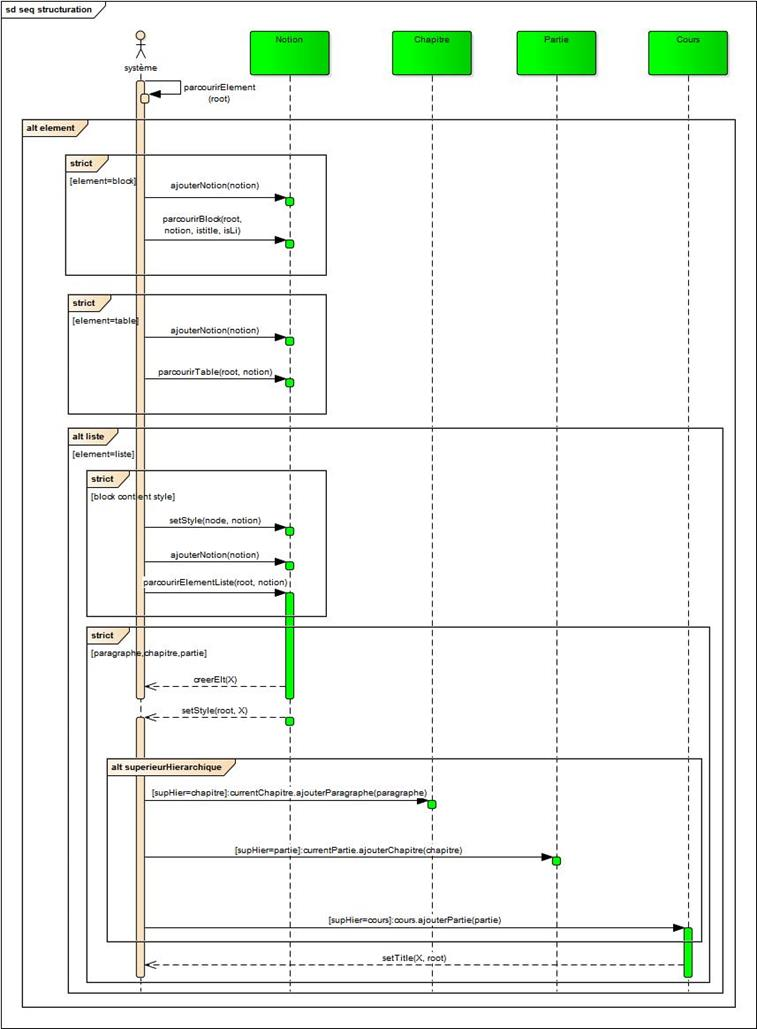 sd seq structuration
système
Notion
Chapitre
Partie
Cours
parcourirElement
(root)
alt element
strict
[element=block]
ajouterNotion(notion)
parcourirBlock(root,
notion, istitle, isLi)
strict
[element=table]
ajouterNotion(notion)
parcourirTable(root, notion)
alt liste
[element=liste]
strict
[block contient style]
setStyle(node, notion)
ajouterNotion(notion)
parcourirElementListe(root, notion)
strict
[paragraphe,chapitre,partie]
creerElt(X)
setStyle(root, X)
alt superieurHierarchique
[supHier=chapitre]:currentChapitre.ajouterParagraphe(paragraphe)
[supHier=partie]:currentPartie.ajouterChapitre(chapitre)
[supHier=cours]:cours.ajouterPartie(partie)
setTitle(X, root)